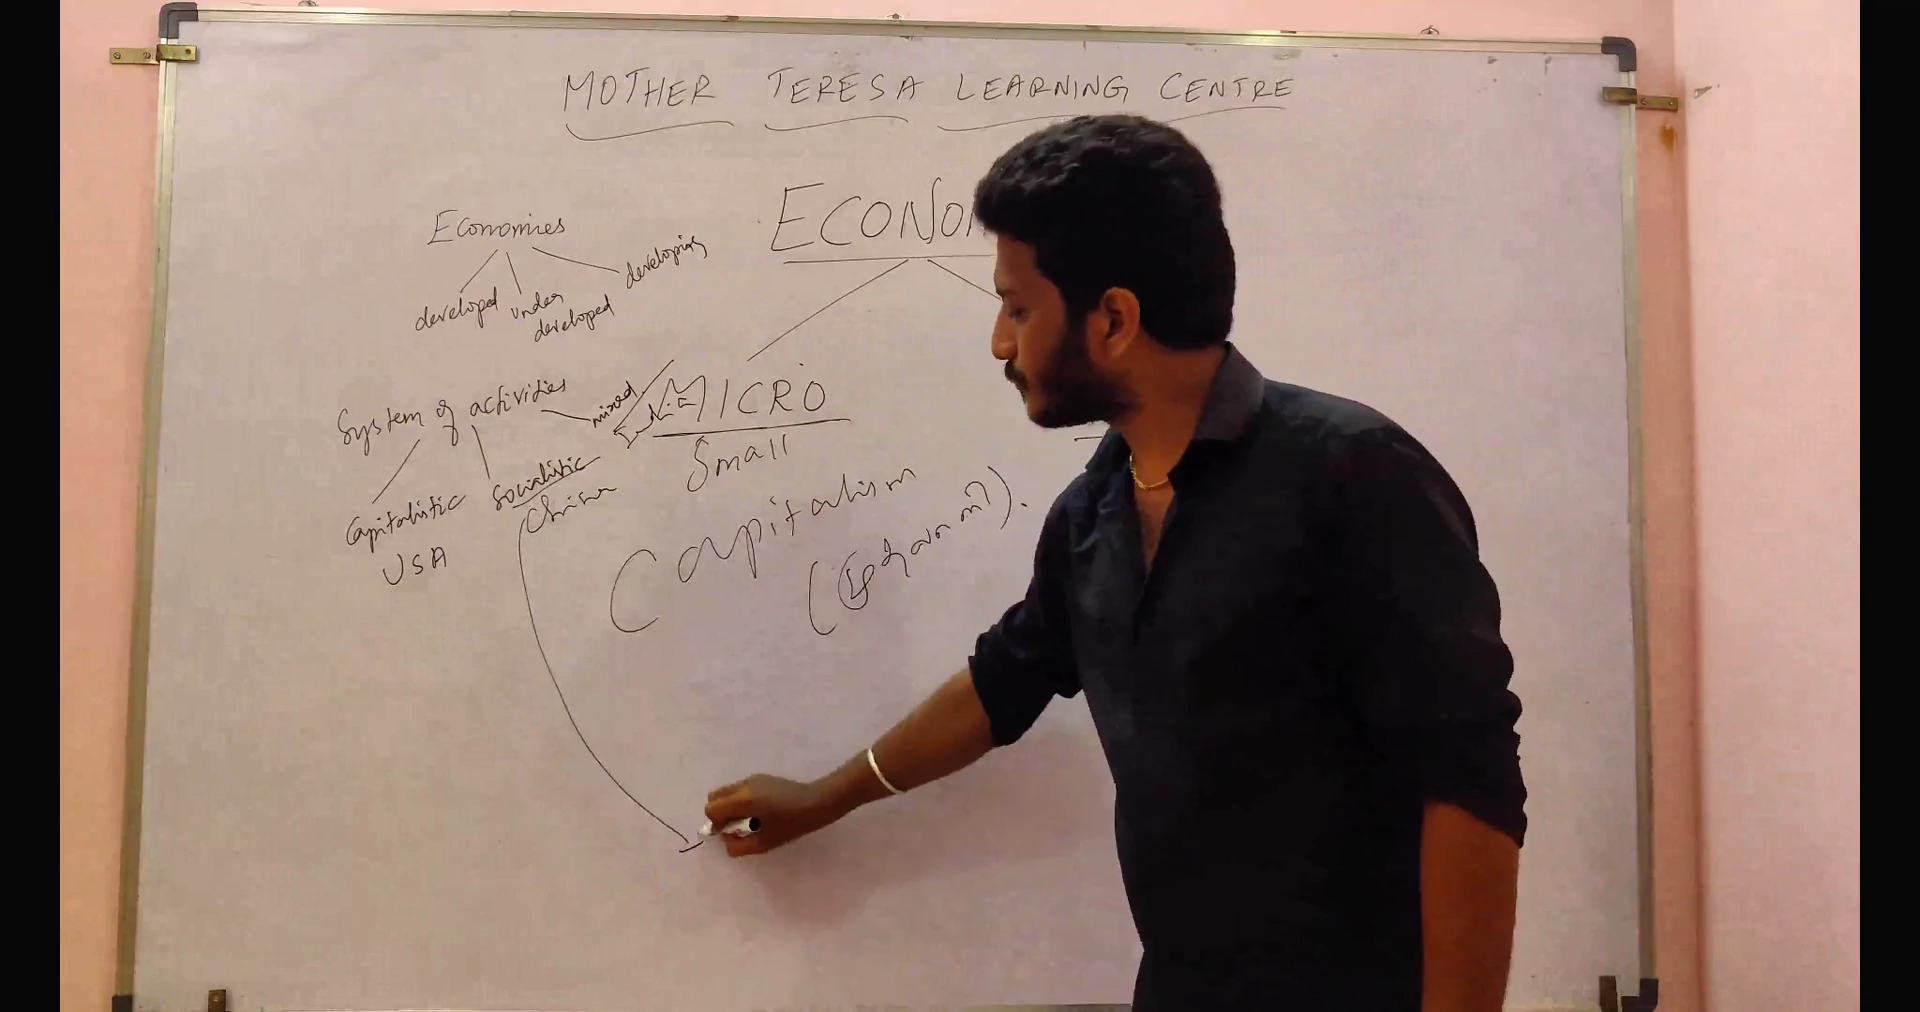 MOTHER TERESA LEARNING CENTRE
ECONO
Economies
developed
under
developed
developing
MICRO
Small
System of activities
Capitalistic
USA
Socialistic
China
mixed
India
Capitalism